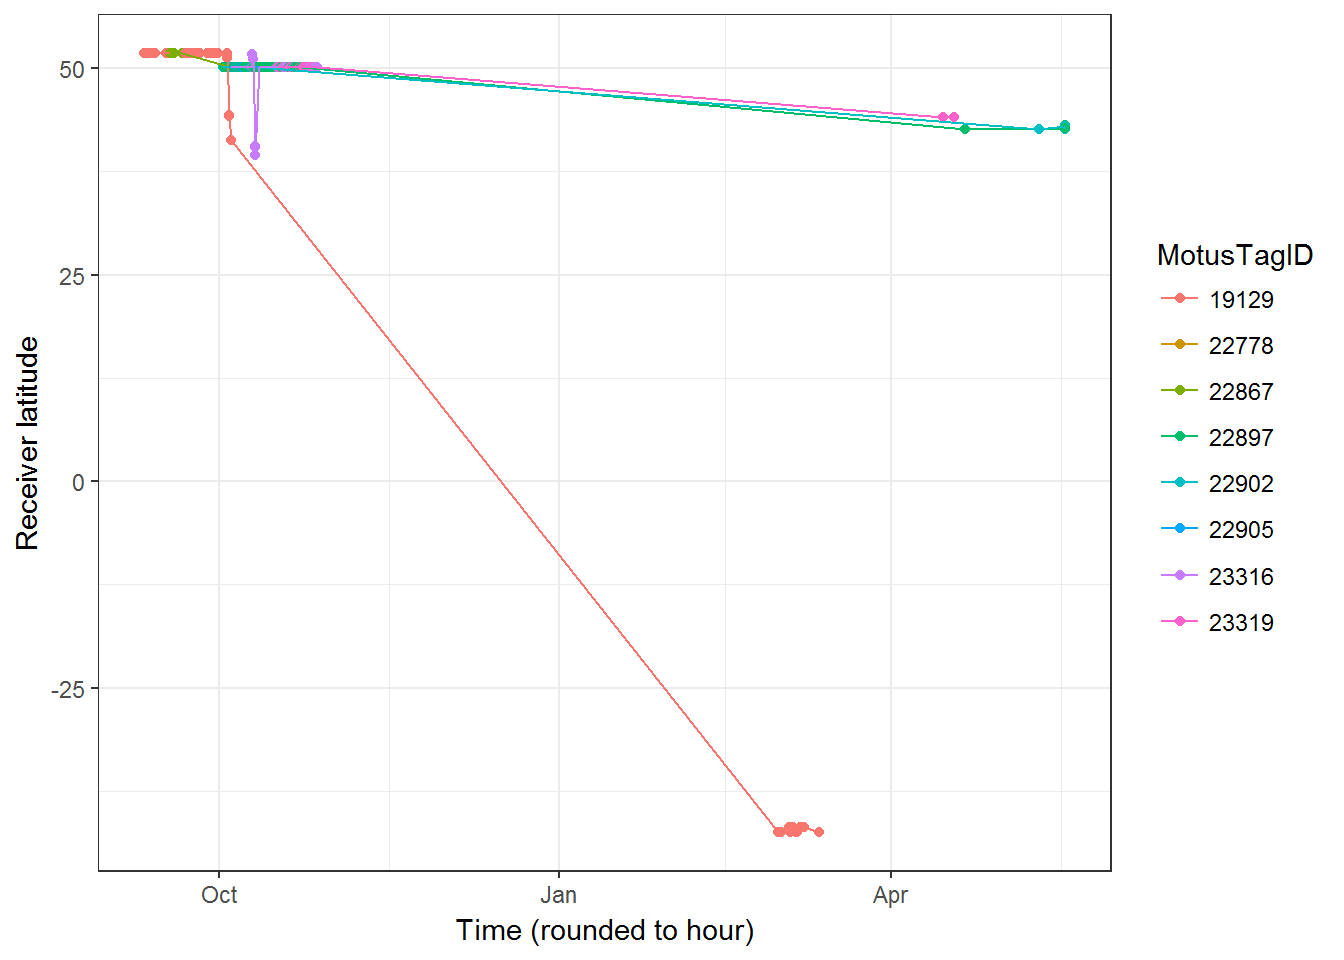 50
25
0
-25
Receiver latitude
Oct
Jan
Apr
Time (rounded to hour)
MotusTagID
19129
22778
22867
22897
22902
22905
23316
23319